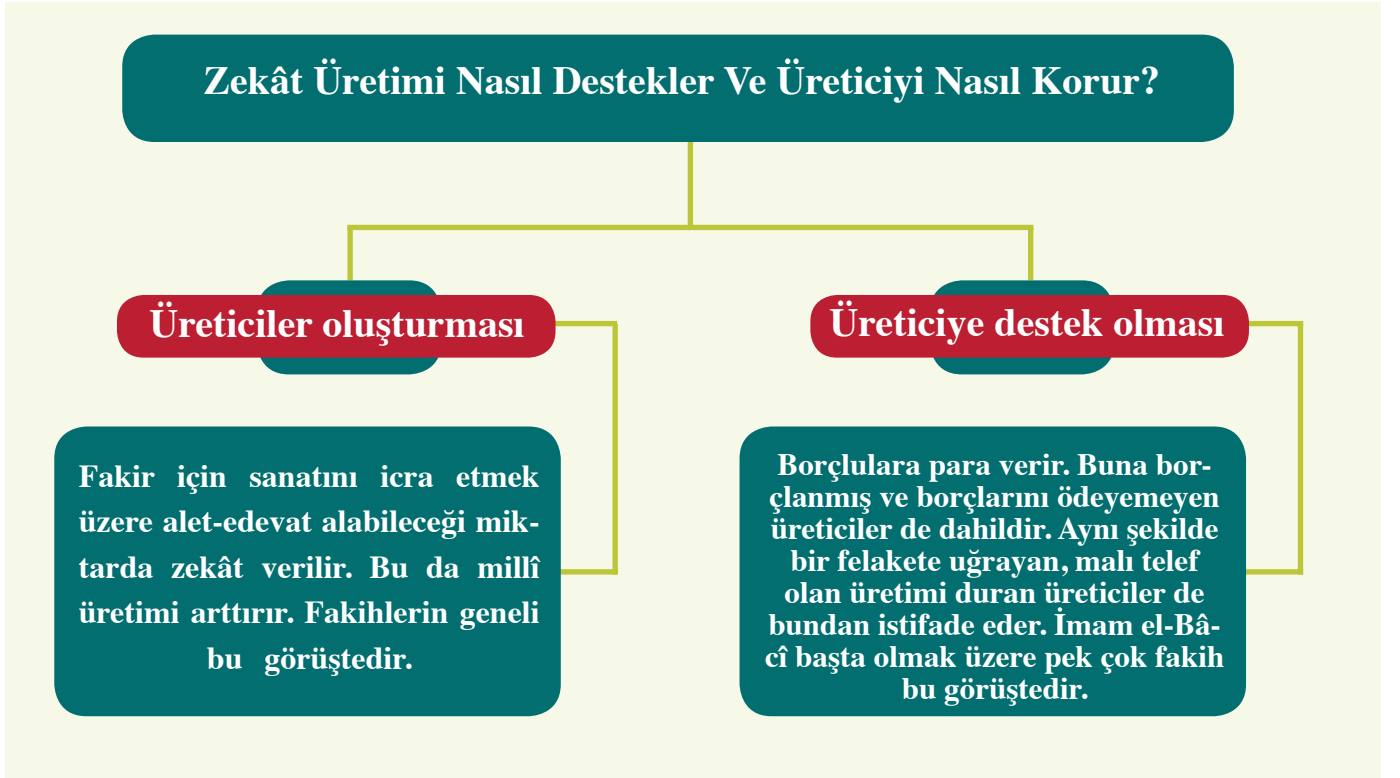 Zekât Üretimi Nasıl Destekler Ve Üreticiyi Nasıl Korur?
Üreticiler oluşturması
Fakir için sanatını icra etmek
üzere alet-edevat alabileceği mik-
tarda zekât verilir. Bu da millî
üretimi arttırır. Fakihlerin geneli
bu görüştedir.
Üreticiye destek olması
Borçlulara para verir. Buna bor-
çlanmış ve borçlarını ödeyemeyen
üreticiler de dahildir. Aynı şekilde
bir felakete uğrayan, malı telef
olan üretimi duran üreticiler de
bundan istifade eder. İmam el-Bâ-
cî başta olmak üzere pek çok fakih
bu görüştedir.